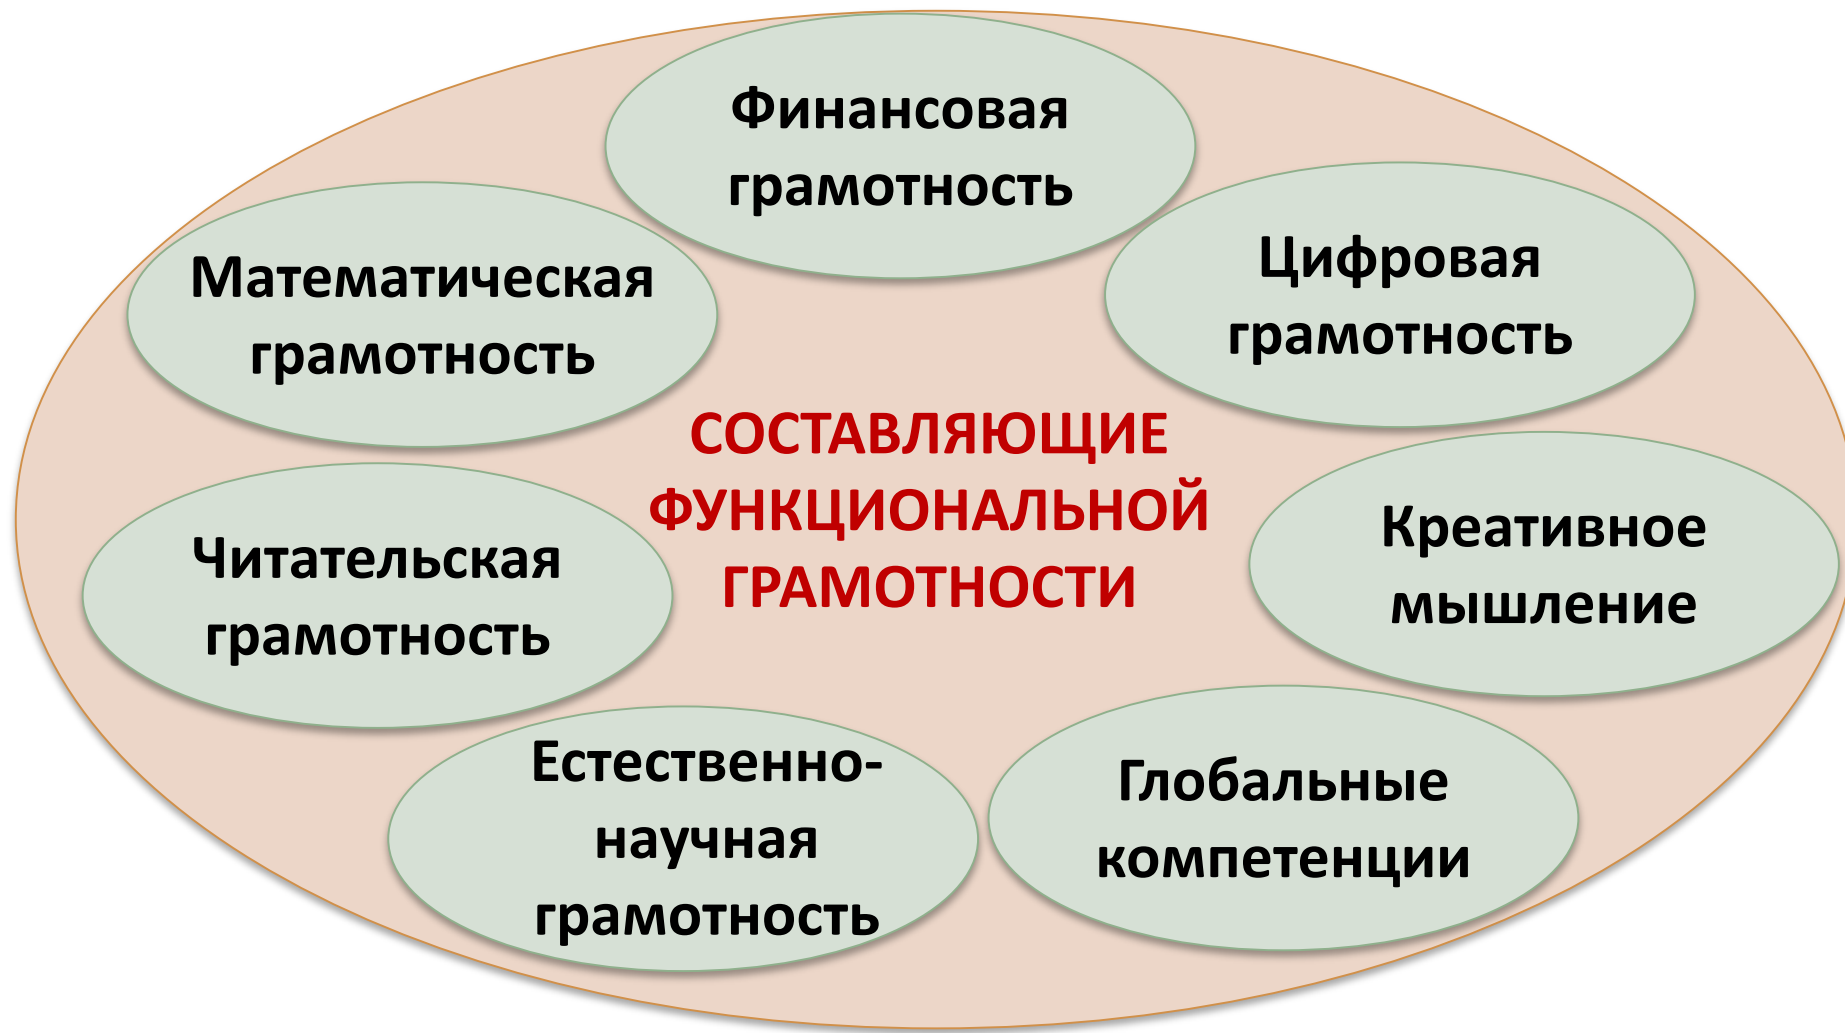 Финансовая
грамотность
Цифровая
грамотность
Математическая
грамотность
СОСТАВЛЯЮЩИЕ
ФУНКЦИОНАЛЬНОЙ
ГРАМОТНОСТИ
Креативное
мышление
Читательская
грамотность
Естественно-
научная
грамотность
Глобальные
компетенции